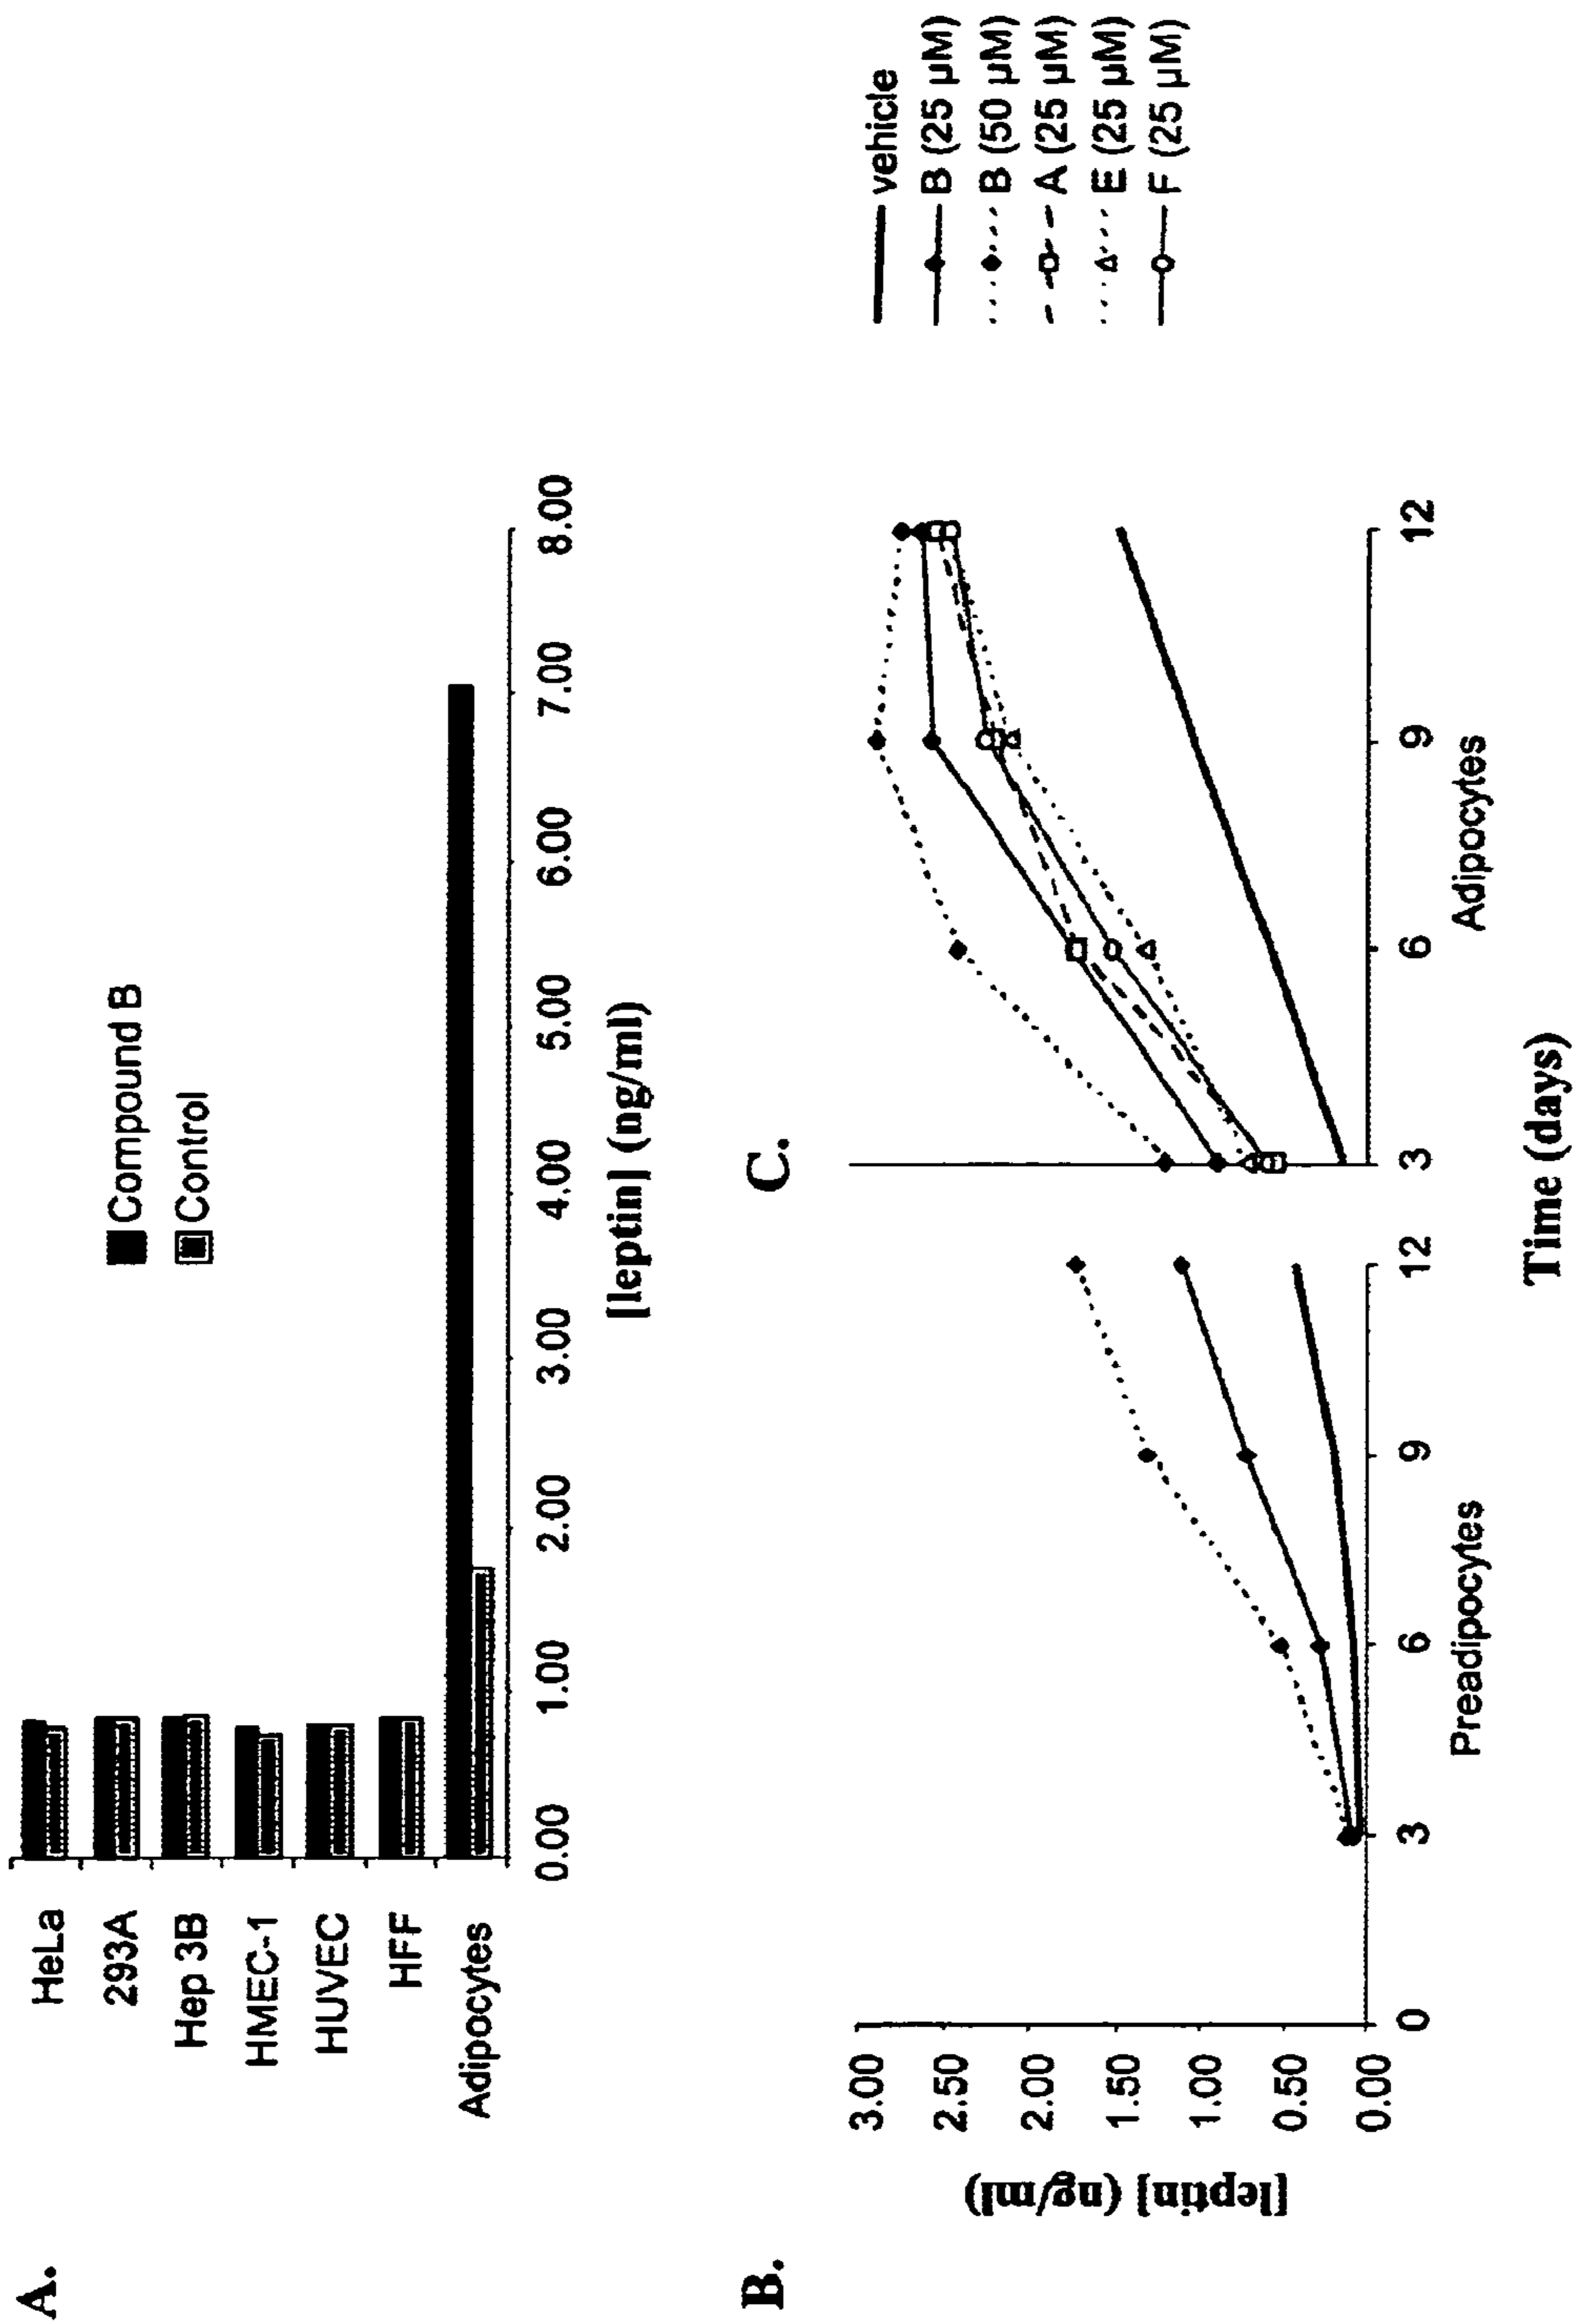 A.
HeLa
293A
Hep 3B
HMEC-1
HUVEC
HFF
Adipocytes
Compound B
Control
0.00 1.00 2.00 3.00 4.00 5.00 6.00 7.00 8.00
[leptin] (ng/ml)
B.
[leptin] (ng/ml)
3.00
2.50
2.00
1.50
1.00
0.50
0.00
0 3 6 9 12
Preadipocytes
C.
3 6 9 12
Adipocytes
Time (days)
vehicle
B (25 µM)
B (50 µM)
A (25 µM)
E (25 µM)
F (25 µM)